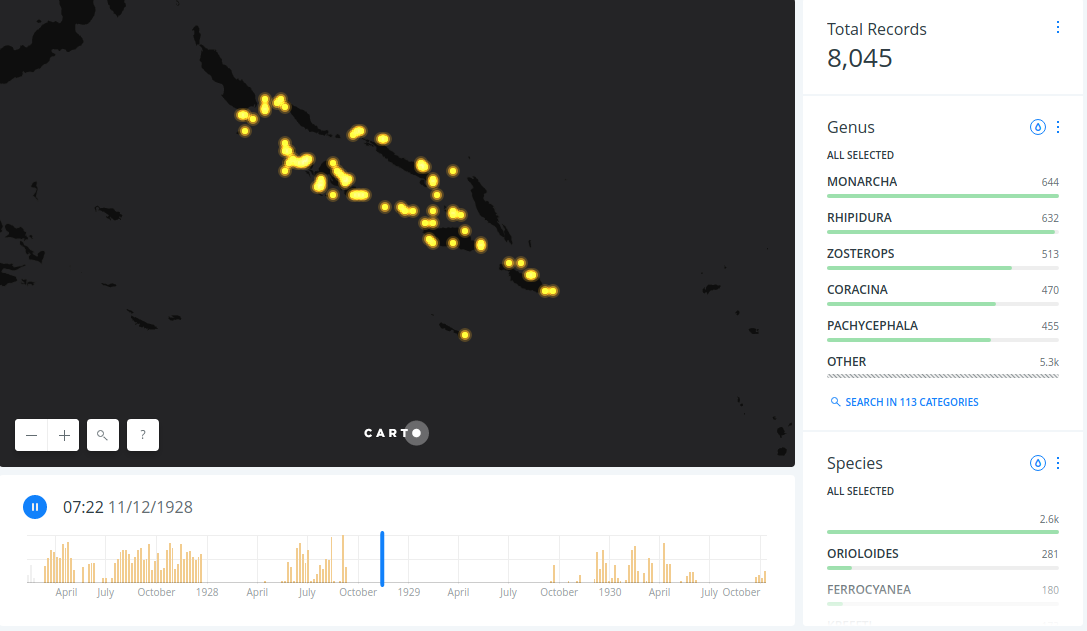 CARTO
?
07:22 11/12/1928
April July October 1928 April July October 1929 April July October 1930 April July October
Total Records
8,045
Genus
ALL SELECTED
MONARCHA 644
RHIPIDURA 632
ZOSTEROPS 513
CORACINA 470
PACHYCEPHALA 455
OTHER 5.3k
SEARCH IN 113 CATEGORIES
Species
ALL SELECTED
2.6k
ORIOLOIDES 281
FERROCYANEA 180